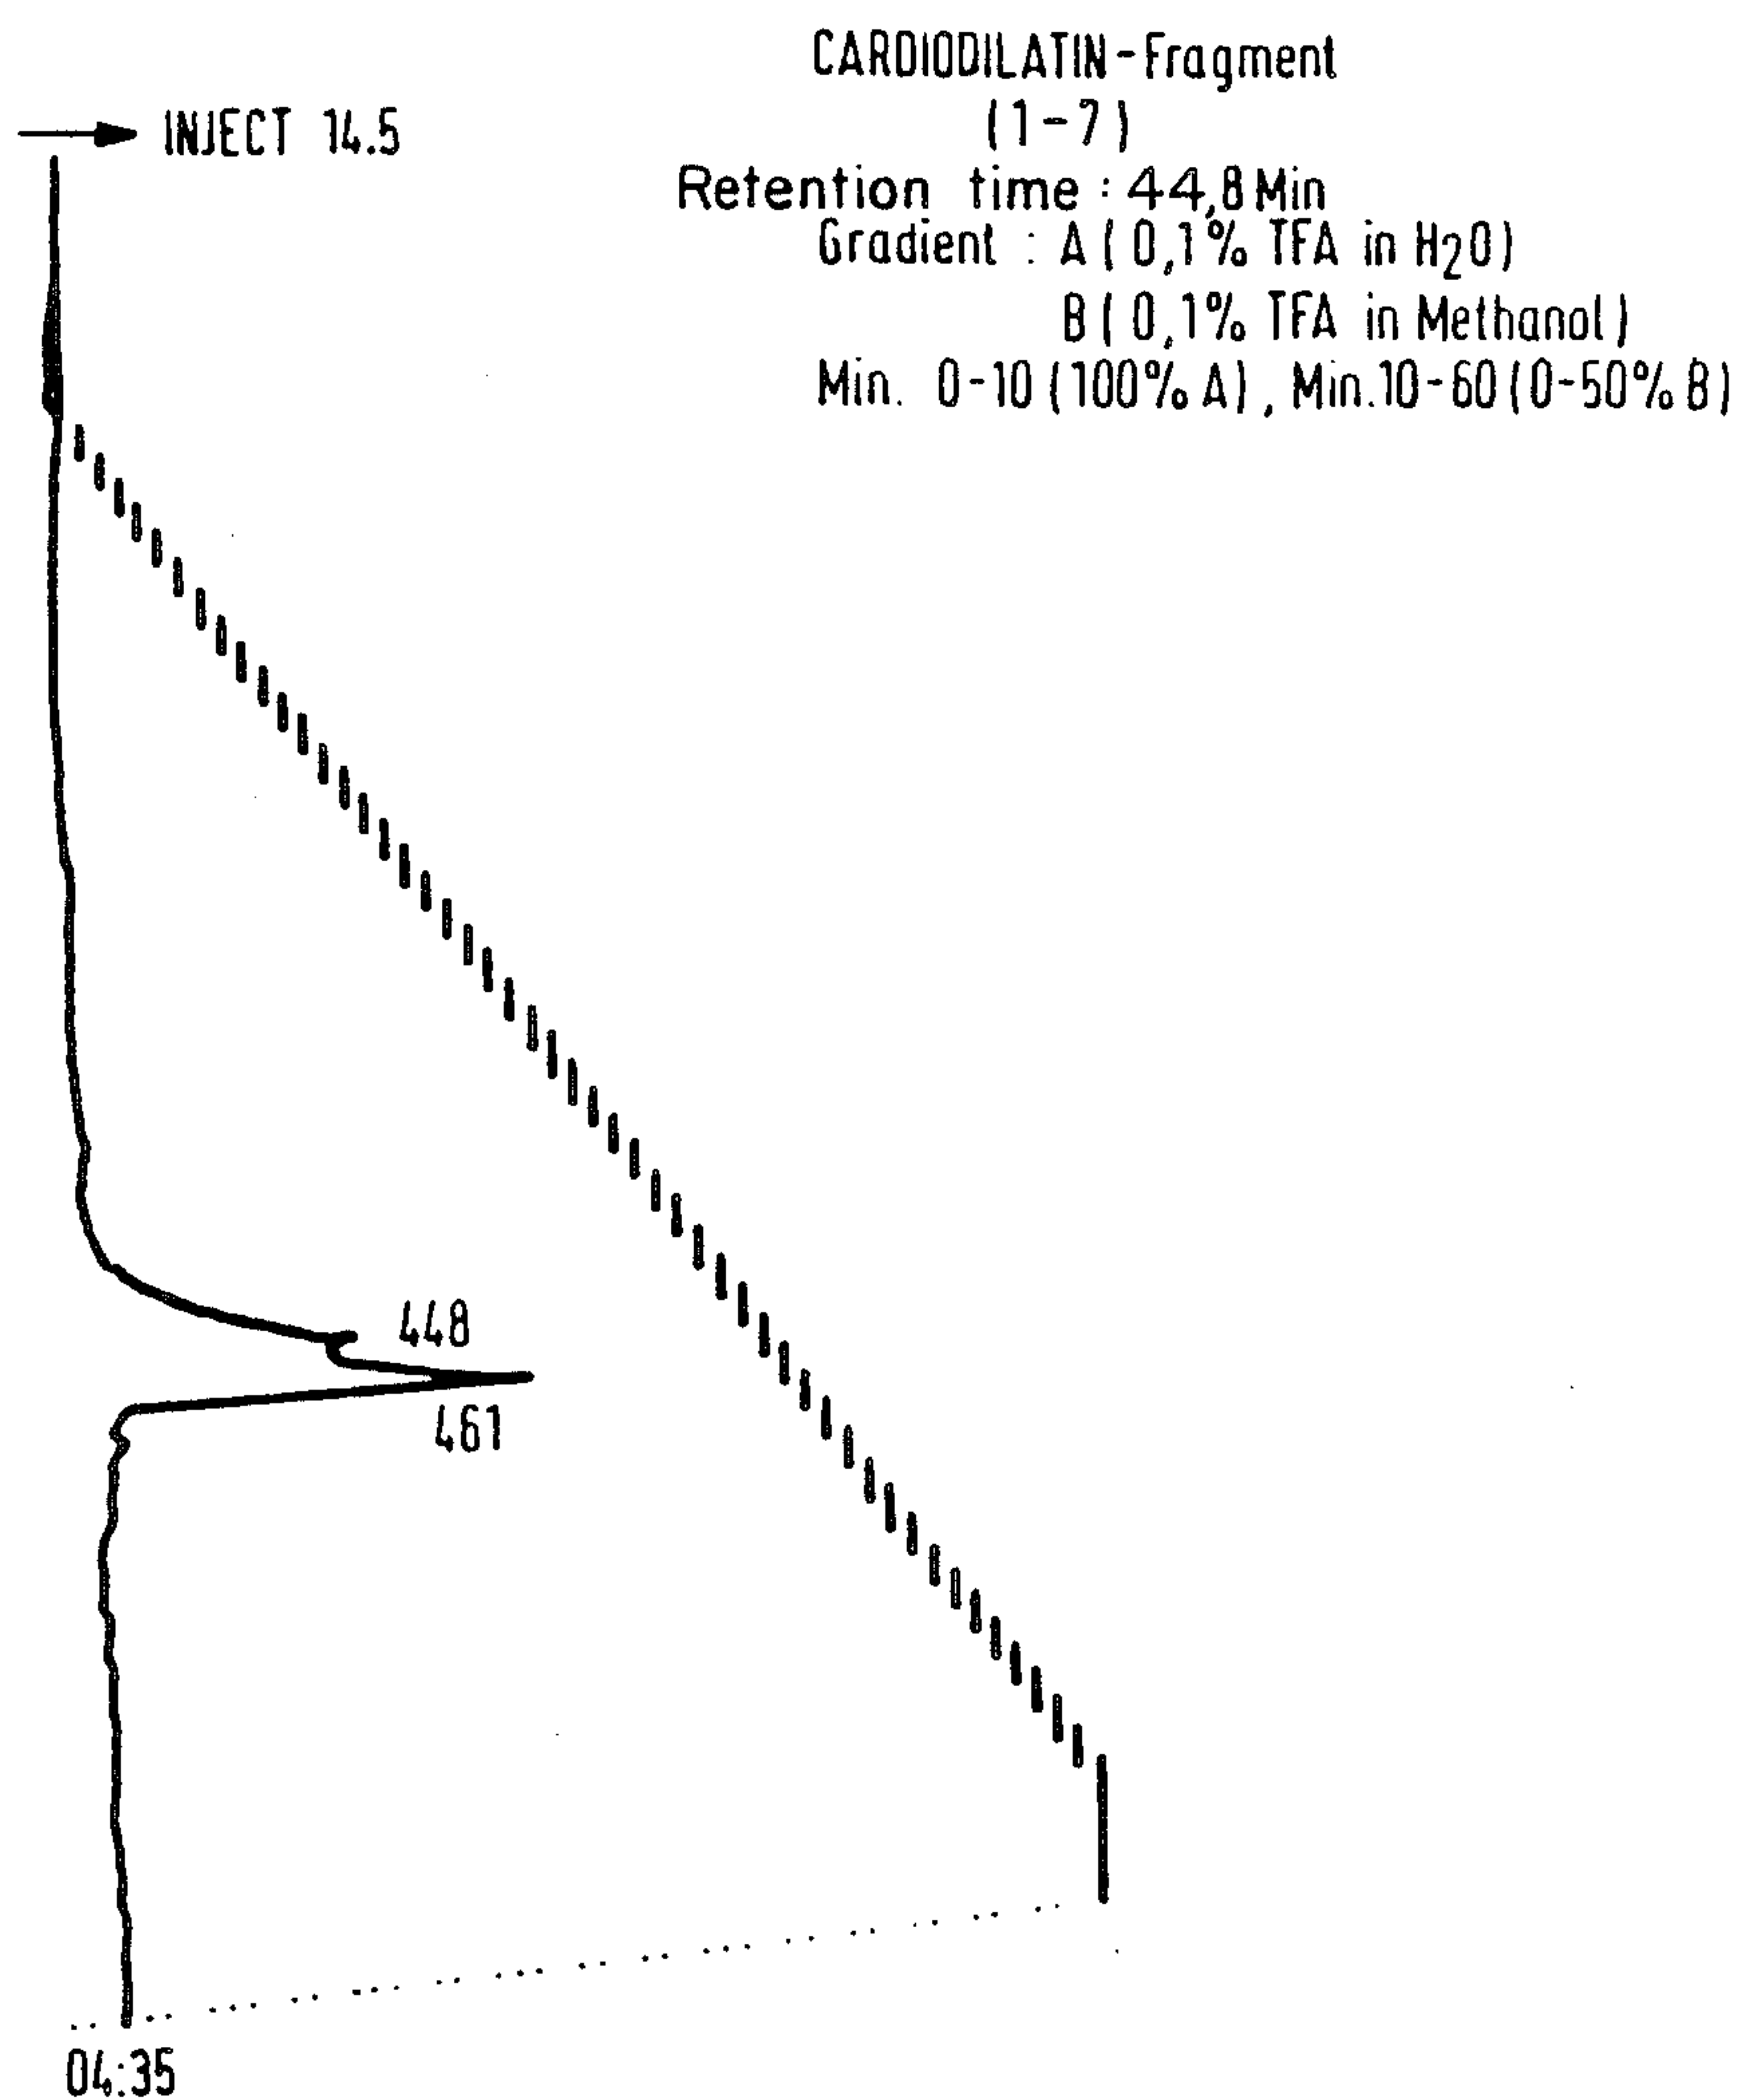 CARDIODILATIN-Fragment
(1-7)
INJECT 14.5
Retention time : 44,8 Min
Gradient : A ( 0,1% TFA in H2O)
B ( 0,1% TFA in Methanol)
Min. 0-10 (100% A), Min.10-60 (0-50% B)
448
461
04:35